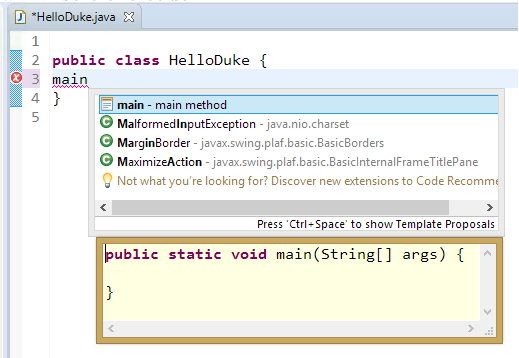 *HelloDuke.java
1
2 public class HelloDuke {
3 main
4 }
5
main - main method
MalformedInputException - java.nio.charset
MarginBorder - javax.swing.plaf.basic.BasicBorders
MaximizeAction - javax.swing.plaf.basic.BasicInternalFrameTitlePane
Not what you're looking for? Discover new extensions to Code Recomme
Press 'Ctrl+Space' to show Template Proposals
public static void main(String[] args) {
}